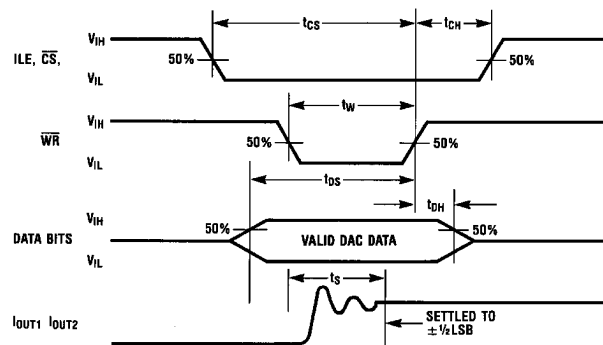 tCS
tCH
VIH
ILE, CS,
50%
50%
VIL
tW
VIH
WR
50%
50%
VIL
tDS
tDH
VIH
50%
50%
DATA BITS
VALID DAC DATA
VIL
tS
SETTLED TO
±½LSB
IOUT1 IOUT2